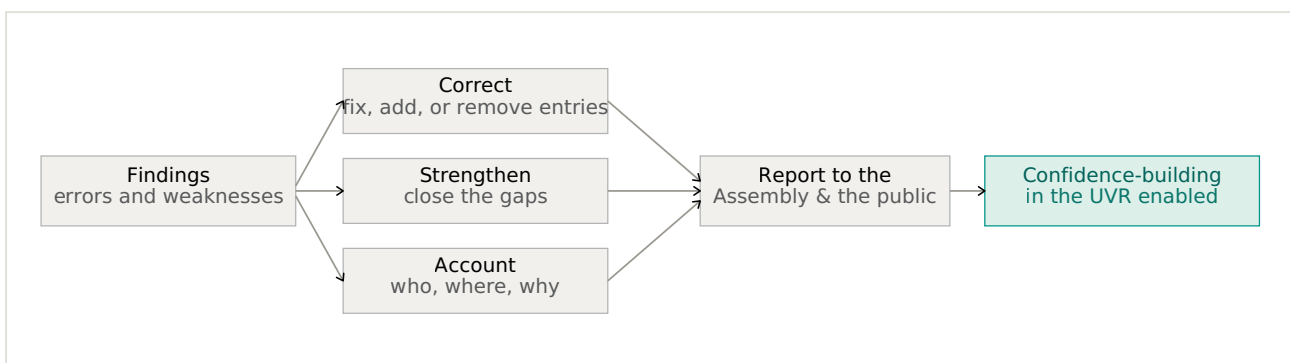 Findings
errors and weaknesses
Correct
fix, add, or remove entries
Strengthen
close the gaps
Account
who, where, why
Report to the
Assembly & the public
Confidence-building
in the UVR enabled